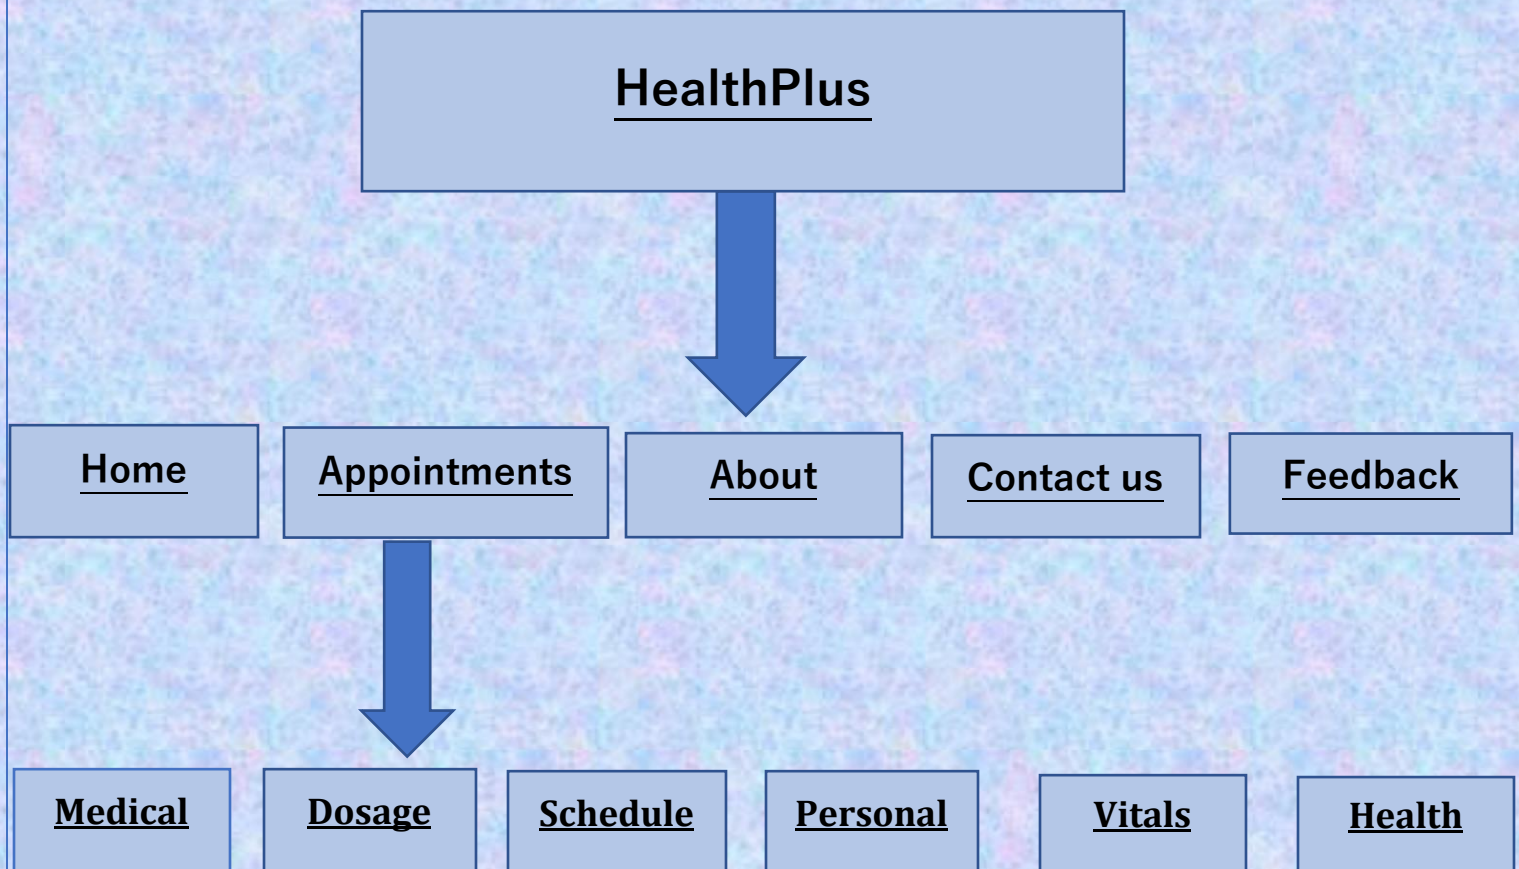 HealthPlus
Home
Appointments
About
Contact us
Feedback
Medical
Dosage
Schedule
Personal
Vitals
Health